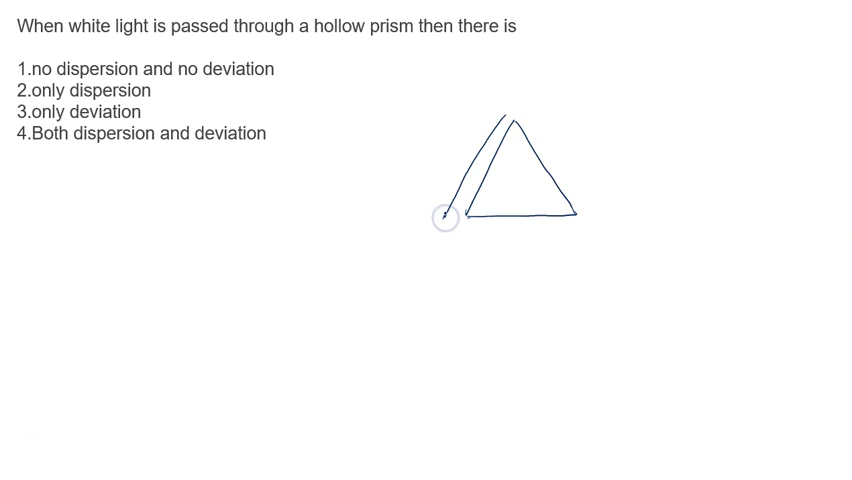 When white light is passed through a hollow prism then there is
1.no dispersion and no deviation
2.only dispersion
3.only deviation
4.Both dispersion and deviation